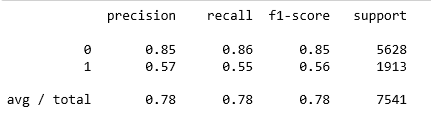 precision recall f1-score support
0 0.85 0.86 0.85 5628
1 0.57 0.55 0.56 1913
avg / total 0.78 0.78 0.78 7541